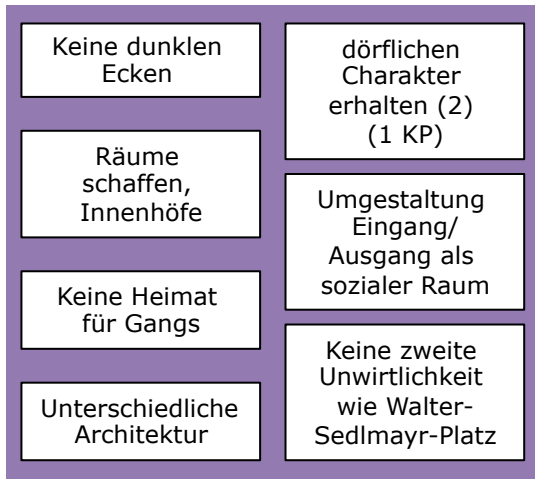 Keine dunklen
Ecken
Räume
schaffen,
Innenhöfe
Keine Heimat
für Gangs
Unterschiedliche
Architektur
dörflichen
Charakter
erhalten (2)
(1 KP)
Umgestaltung
Eingang/
Ausgang als
sozialer Raum
Keine zweite
Unwirtlichkeit
wie Walter-
Sedlmayr-Platz